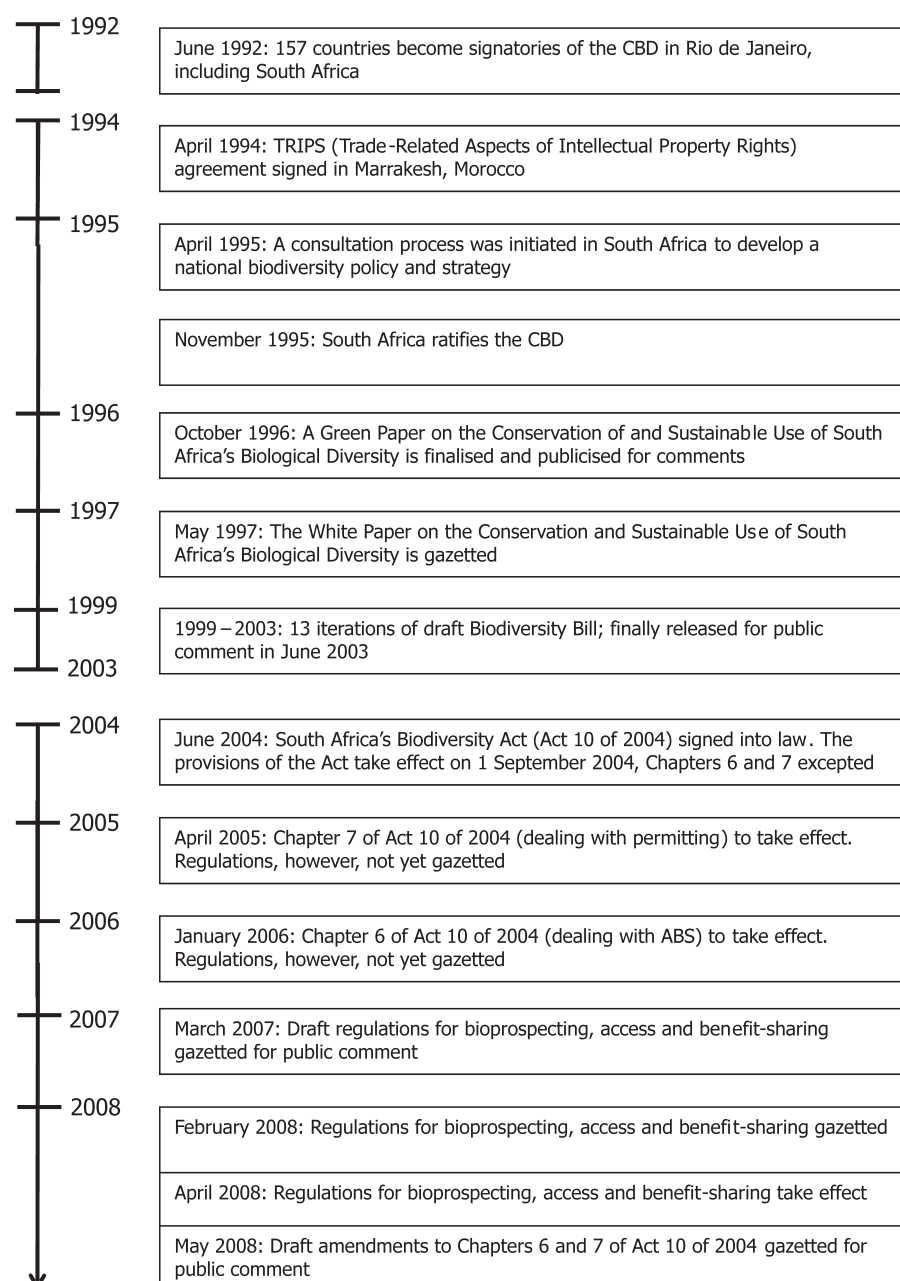 1992
June 1992: 157 countries become signatories of the CBD in Rio de Janeiro,
including South Africa
1994
April 1994: TRIPS (Trade-Related Aspects of Intellectual Property Rights)
agreement signed in Marrakesh, Morocco
1995
April 1995: A consultation process was initiated in South Africa to develop a
national biodiversity policy and strategy
November 1995: South Africa ratifies the CBD
1996
October 1996: A Green Paper on the Conservation of and Sustainable Use of South
Africa's Biological Diversity is finalised and publicised for comments
1997
May 1997: The White Paper on the Conservation and Sustainable Use of South
Africa's Biological Diversity is gazetted
1999
1999–2003: 13 iterations of draft Biodiversity Bill; finally released for public
comment in June 2003
2003
2004
June 2004: South Africa's Biodiversity Act (Act 10 of 2004) signed into law. The
provisions of the Act take effect on 1 September 2004, Chapters 6 and 7 excepted
2005
April 2005: Chapter 7 of Act 10 of 2004 (dealing with permitting) to take effect.
Regulations, however, not yet gazetted
2006
January 2006: Chapter 6 of Act 10 of 2004 (dealing with ABS) to take effect.
Regulations, however, not yet gazetted
2007
March 2007: Draft regulations for bioprospecting, access and benefit-sharing
gazetted for public comment
2008
February 2008: Regulations for bioprospecting, access and benefit-sharing gazetted
April 2008: Regulations for bioprospecting, access and benefit-sharing take effect
May 2008: Draft amendments to Chapters 6 and 7 of Act 10 of 2004 gazetted for
public comment